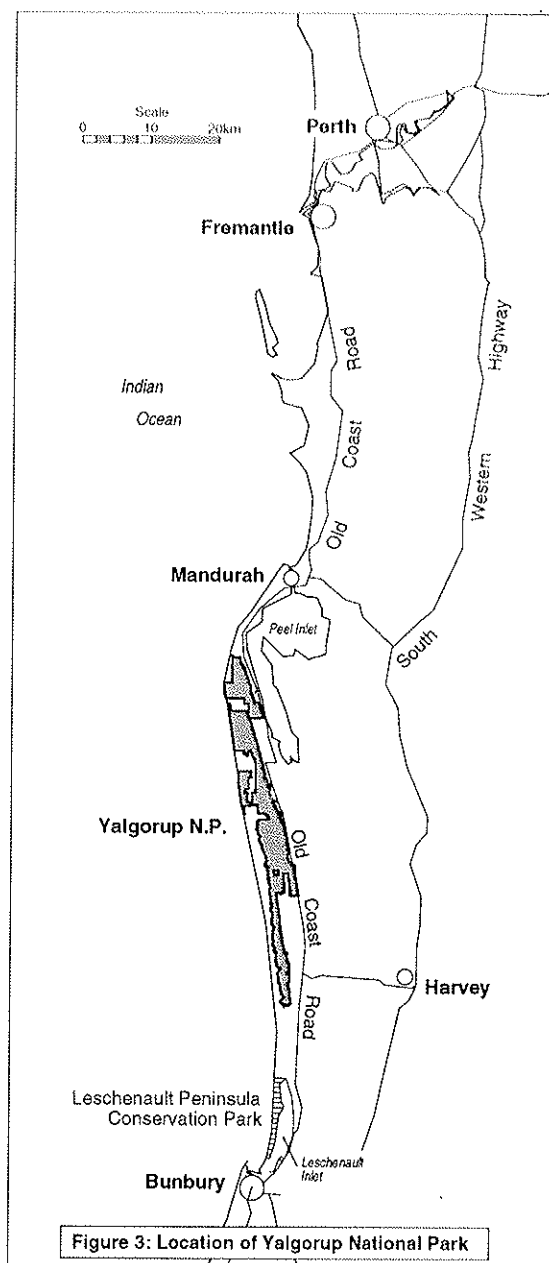 Scale
0 10 20km
Perth
Fremantle
Indian
Ocean
Old Coast Road
South Western Highway
Mandurah
Peel Inlet
Yalgorup N.P.
Old Coast Road
Harvey
Leschenault Peninsula
Conservation Park
Leschenault
Inlet
Bunbury
Figure 3: Location of Yalgorup National Park